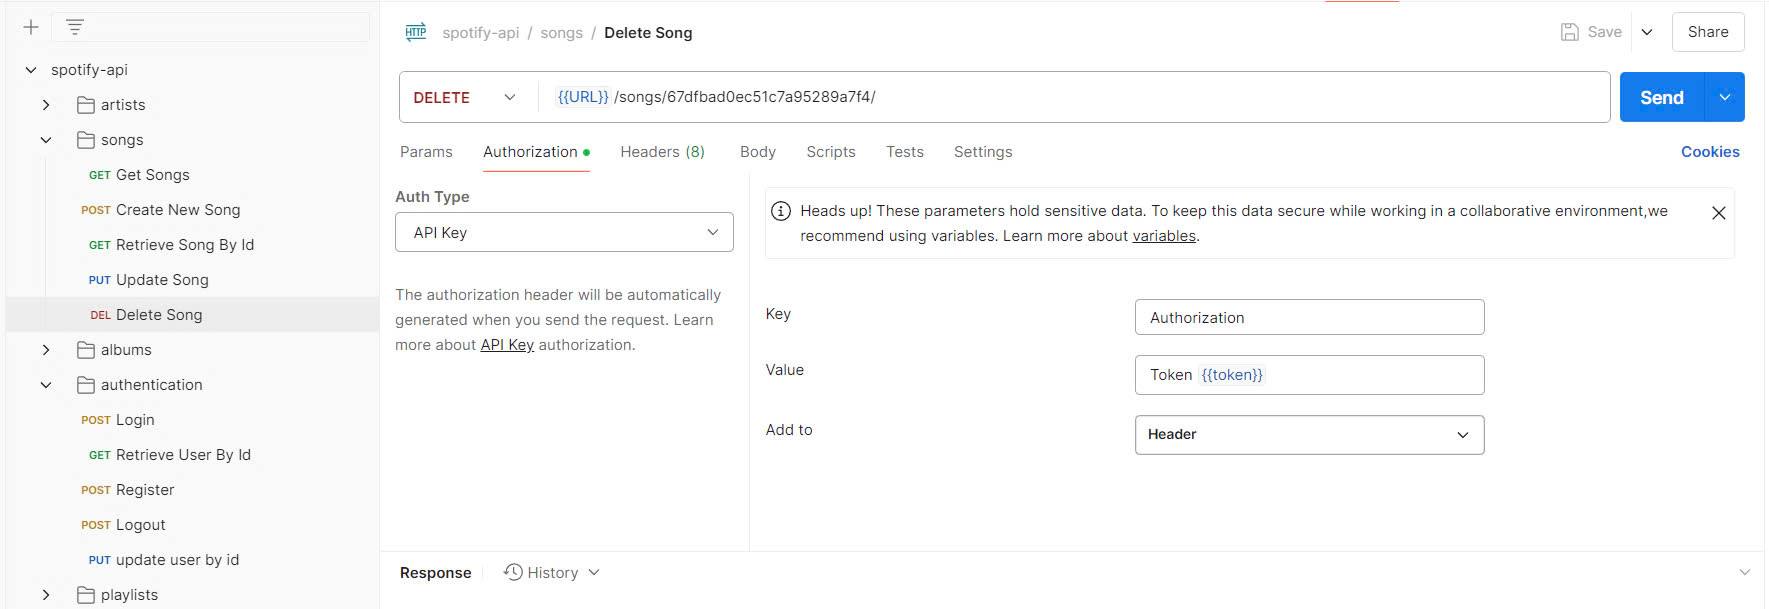 spotify-api
artists
songs
GET Get Songs
POST Create New Song
GET Retrieve Song By Id
PUT Update Song
DEL Delete Song
albums
authentication
POST Login
GET Retrieve User By Id
POST Register
POST Logout
PUT update user by id
playlists
HTTP spotify-api / songs / Delete Song
Save
Share
DELETE {{URL}} /songs/67dfbad0ec51c7a95289a7f4/
Send
Params Authorization Headers (8) Body Scripts Tests Settings Cookies
Auth Type
API Key
The authorization header will be automatically
generated when you send the request. Learn
more about API Key authorization.
Heads up! These parameters hold sensitive data. To keep this data secure while working in a collaborative environment,we
recommend using variables. Learn more about variables.
Key Authorization
Value Token {{token}}
Add to Header
Response History